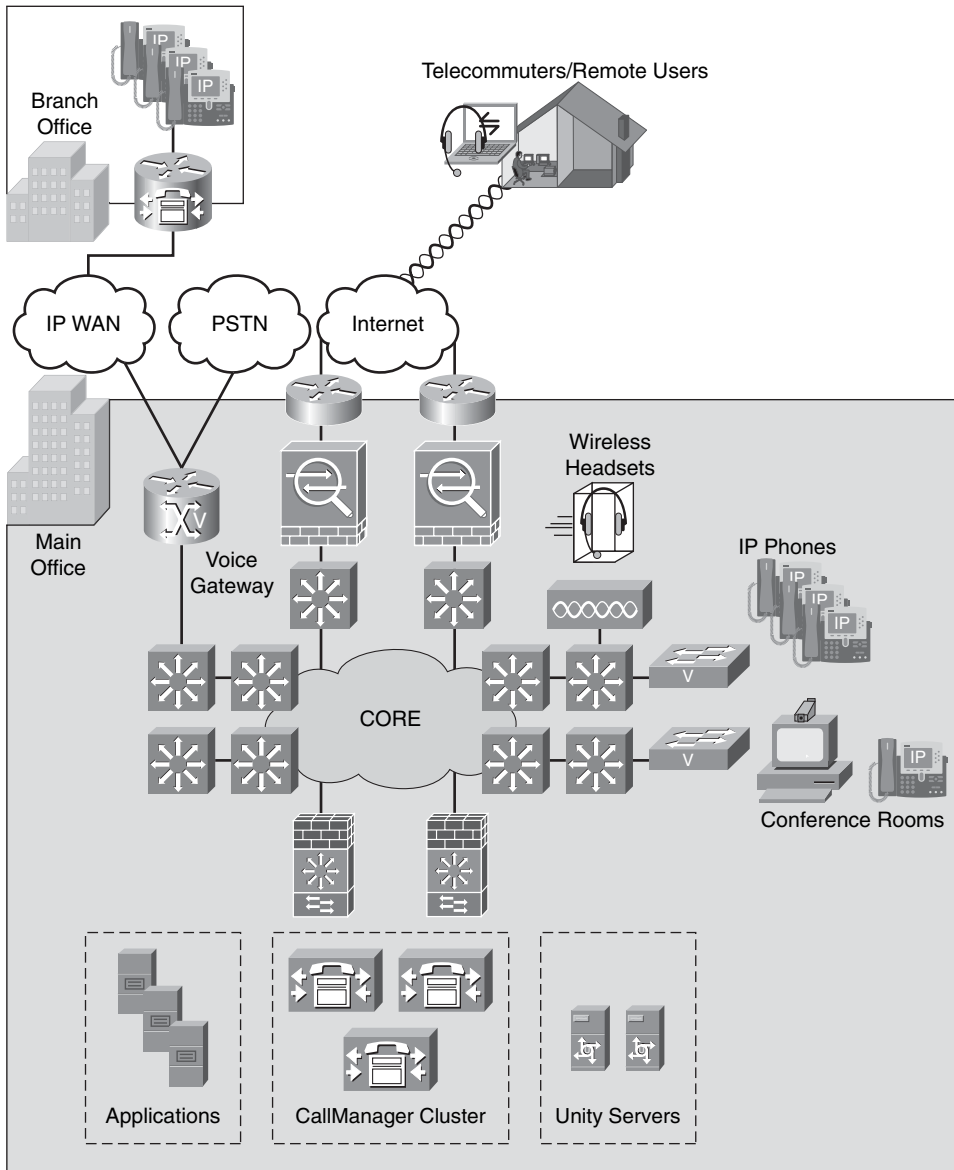 IP
IP
IP
Branch
Office
Telecommuters/Remote Users
IP WAN
PSTN
Internet
Main
Office
V
Voice
Gateway
Wireless
Headsets
IP Phones
IP
IP
IP
V
CORE
V
IP
Conference Rooms
Applications
CallManager Cluster
Unity Servers